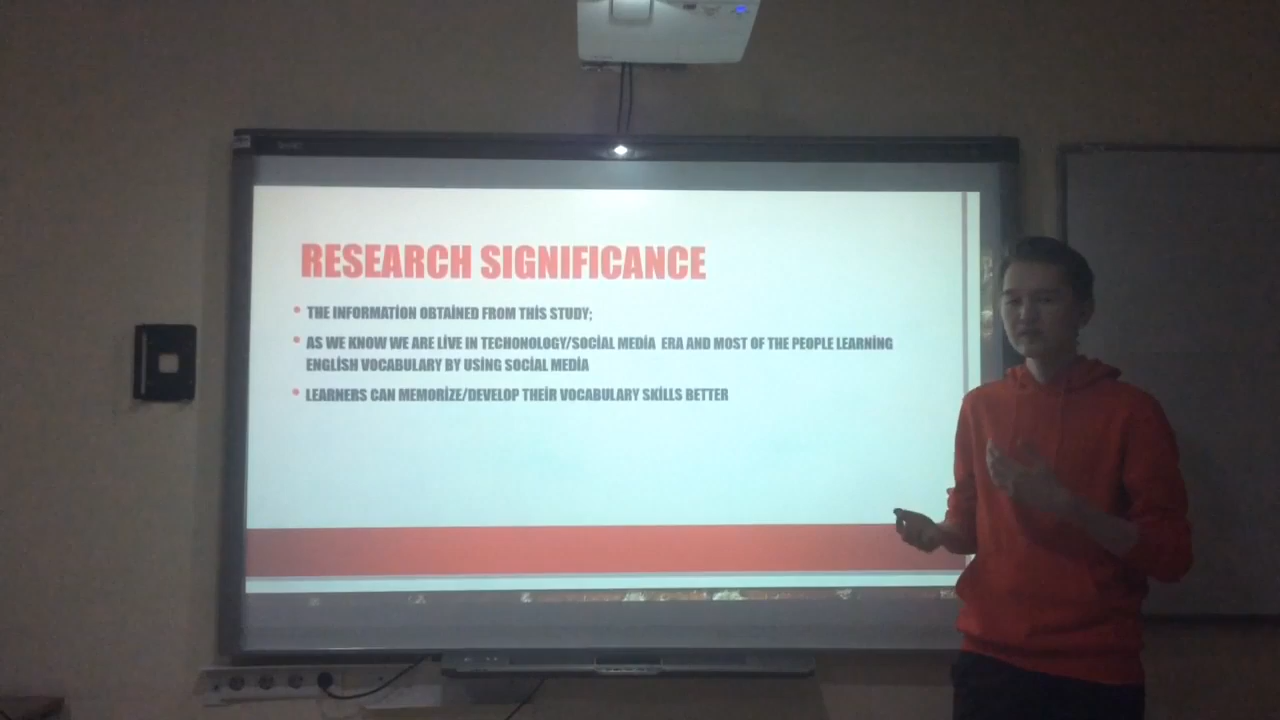 RESEARCH SIGNIFICANCE
• THE INFORMATİON OBTAİNED FROM THİS STUDY;
• AS WE KNOW WE ARE LİVE IN TECHONOLOGY/SOCİAL MEDİA ERA AND MOST OF THE PEOPLE LEARNİNG
ENGLİSH VOCABULARY BY USİNG SOCİAL MEDİA
• LEARNERS CAN MEMORİZE/DEVELOP THEİR VOCABULARY SKİLLS BETTER